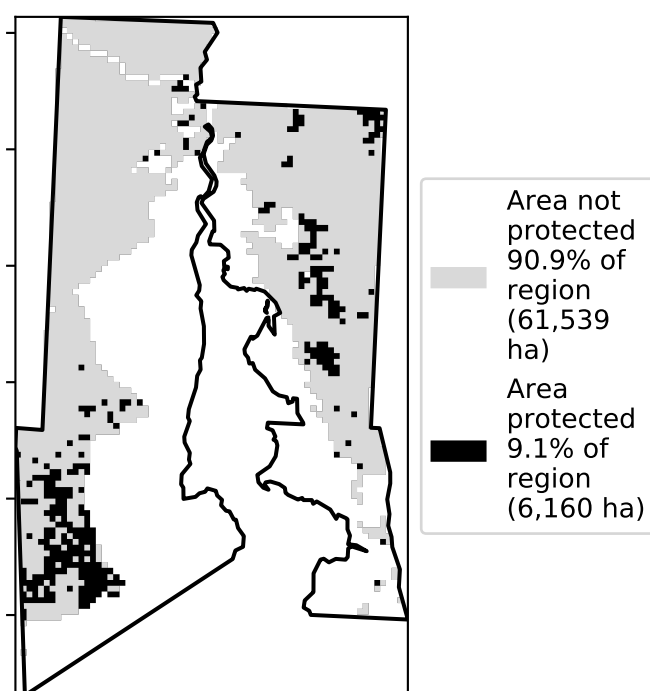 Area not
protected
90.9% of
region
(61,539
ha)
Area
protected
9.1% of
region
(6,160 ha)